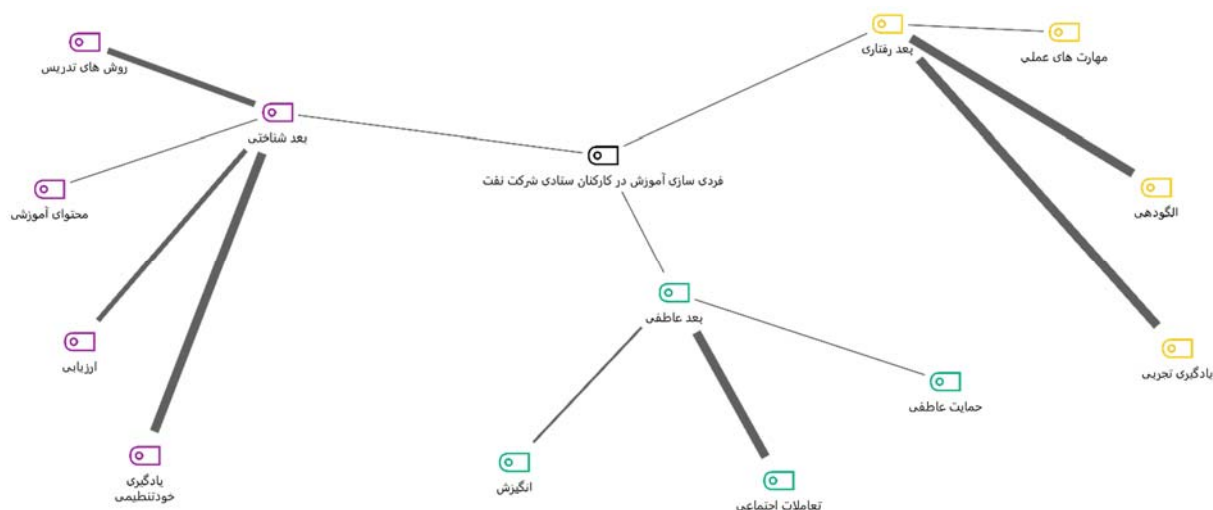 بعد رفتاری
مهارت های عملی
روش های تدریس
بعد شناختی
فردی سازی آموزش در کارکنان ستادی شرکت نفت
محتوای آموزشی
الگودهی
بعد عاطفی
ارزیابی
یادگیری تجربی
حمایت عاطفی
یادگیری
خودتنظیمی
انگیزش
تعاملات اجتماعی